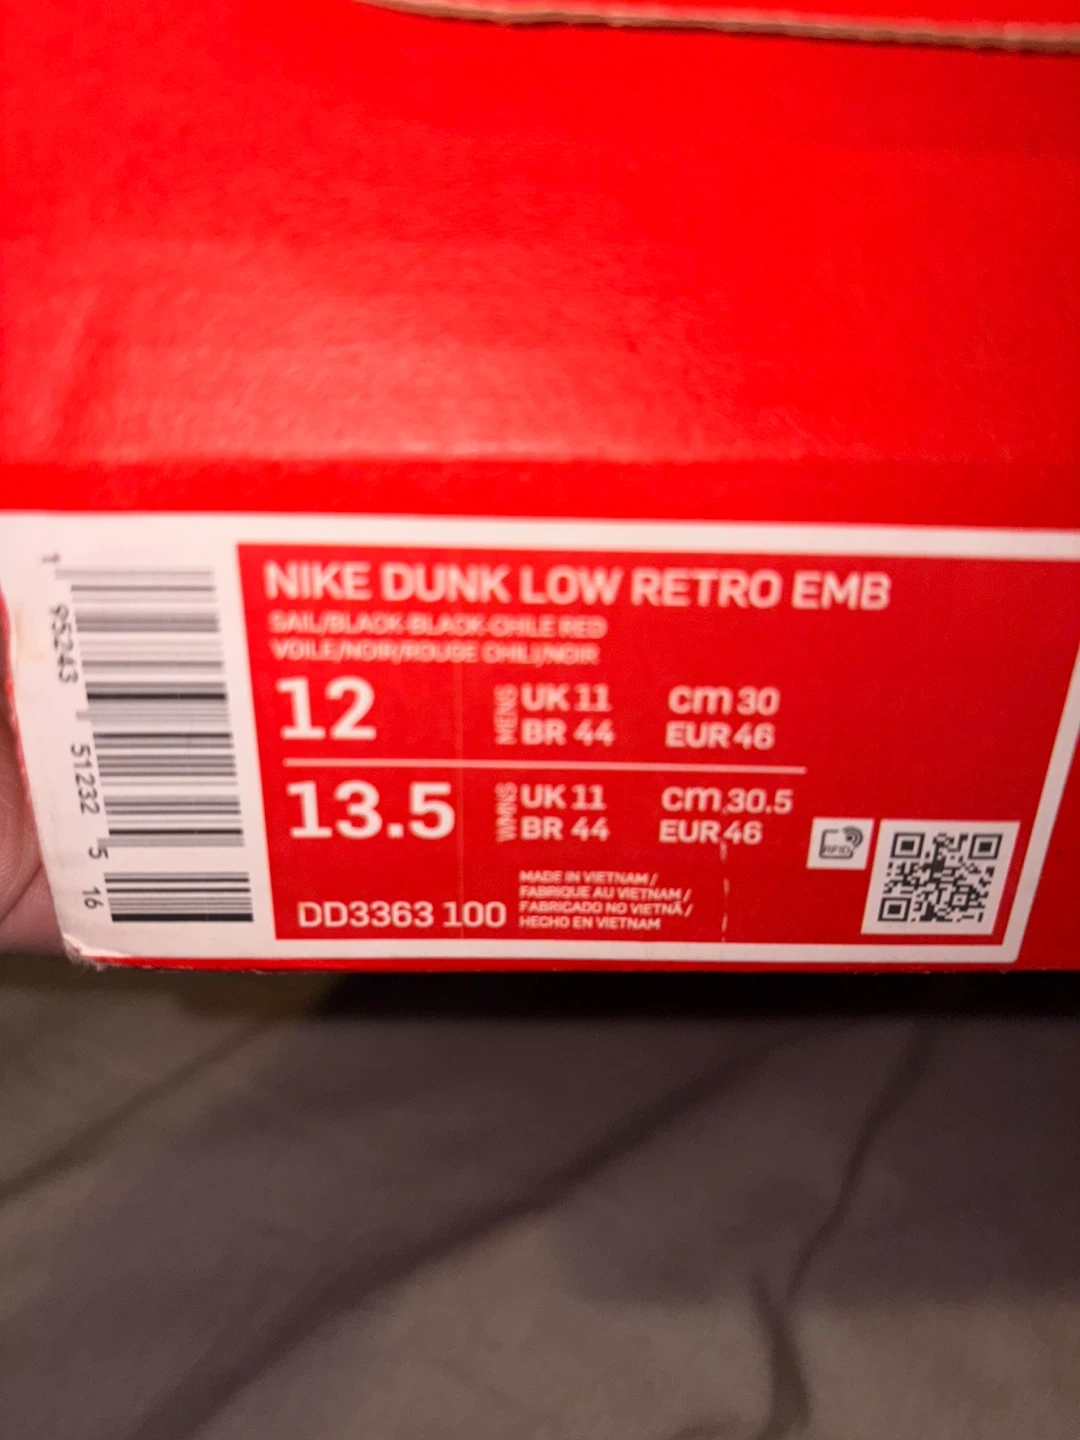 NIKE DUNK LOW RETRO EMB
SAIL/BLACK-BLACK-CHILE RED
VOILE/NOIR/ROUGE CHILI/NOIR
12 MENS UK 11 cm 30
BR 44 EUR 46
13.5 WMNS UK 11 cm 30.5
BR 44 EUR 46
RFID
DD3363 100
MADE IN VIETNAM /
FABRIQUE AU VIETNAM /
FABRICADO NO VIETNÃ /
HECHO EN VIETNAM
1 95243 51232 5 16